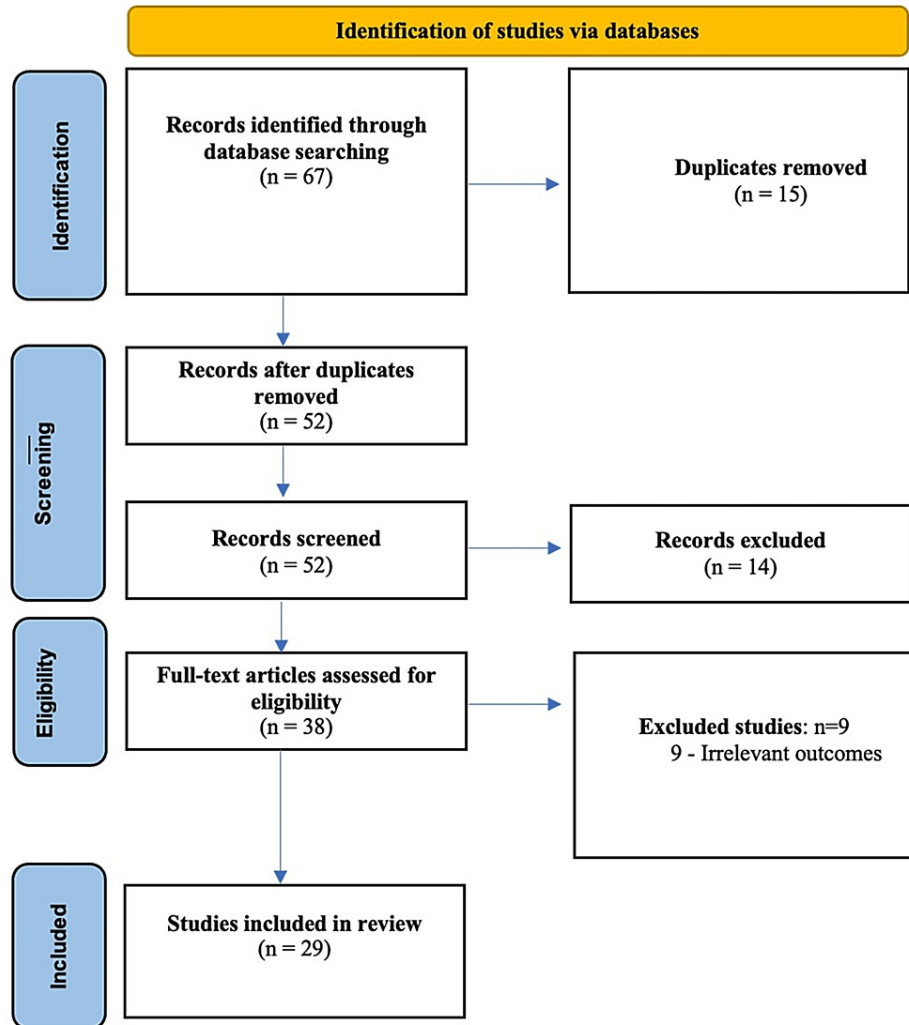 Identification of studies via databases
Identification
Records identified through
database searching
(n = 67)
Duplicates removed
(n = 15)
Screening
Records after duplicates
removed
(n = 52)
Records screened
(n = 52)
Records excluded
(n = 14)
Eligibility
Full-text articles assessed for
eligibility
(n = 38)
Excluded studies: n=9
9 - Irrelevant outcomes
Included
Studies included in review
(n = 29)